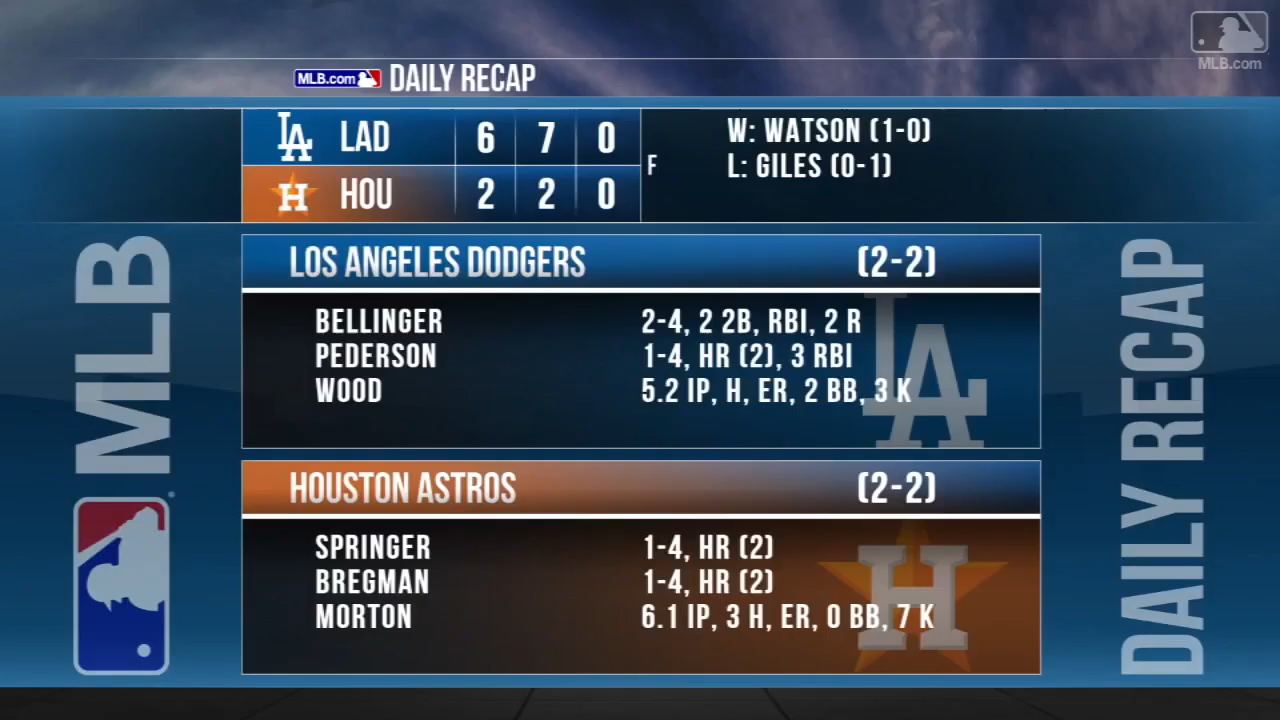 MLB.com
MLB.com DAILY RECAP
LA LAD 6 7 0
H HOU 2 2 0
F
W: WATSON (1-0)
L: GILES (0-1)
MLB
DAILY RECAP
LOS ANGELES DODGERS (2-2)
LA
BELLINGER 2-4, 2 2B, RBI, 2 R
PEDERSON 1-4, HR (2), 3 RBI
WOOD 5.2 IP, H, ER, 2 BB, 3 K
HOUSTON ASTROS (2-2)
H
SPRINGER 1-4, HR (2)
BREGMAN 1-4, HR (2)
MORTON 6.1 IP, 3 H, ER, 0 BB, 7 K